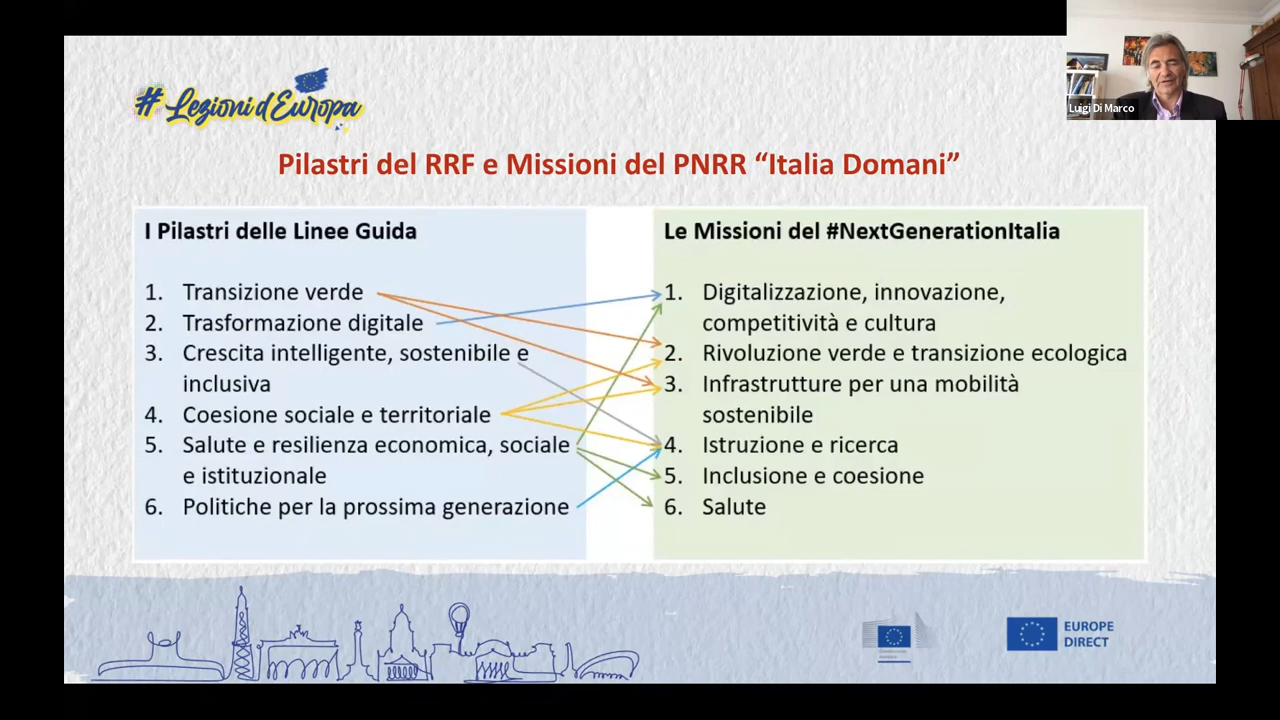 #Lezioni d'Europa
Luigi Di Marco
Pilastri del RRF e Missioni del PNRR “Italia Domani”
I Pilastri delle Linee Guida
1. Transizione verde
2. Trasformazione digitale
3. Crescita intelligente, sostenibile e
inclusiva
4. Coesione sociale e territoriale
5. Salute e resilienza economica, sociale
e istituzionale
6. Politiche per la prossima generazione
Le Missioni del #NextGenerationItalia
1. Digitalizzazione, innovazione,
competitività e cultura
2. Rivoluzione verde e transizione ecologica
3. Infrastrutture per una mobilità
sostenibile
4. Istruzione e ricerca
5. Inclusione e coesione
6. Salute
EUROPE
DIRECT